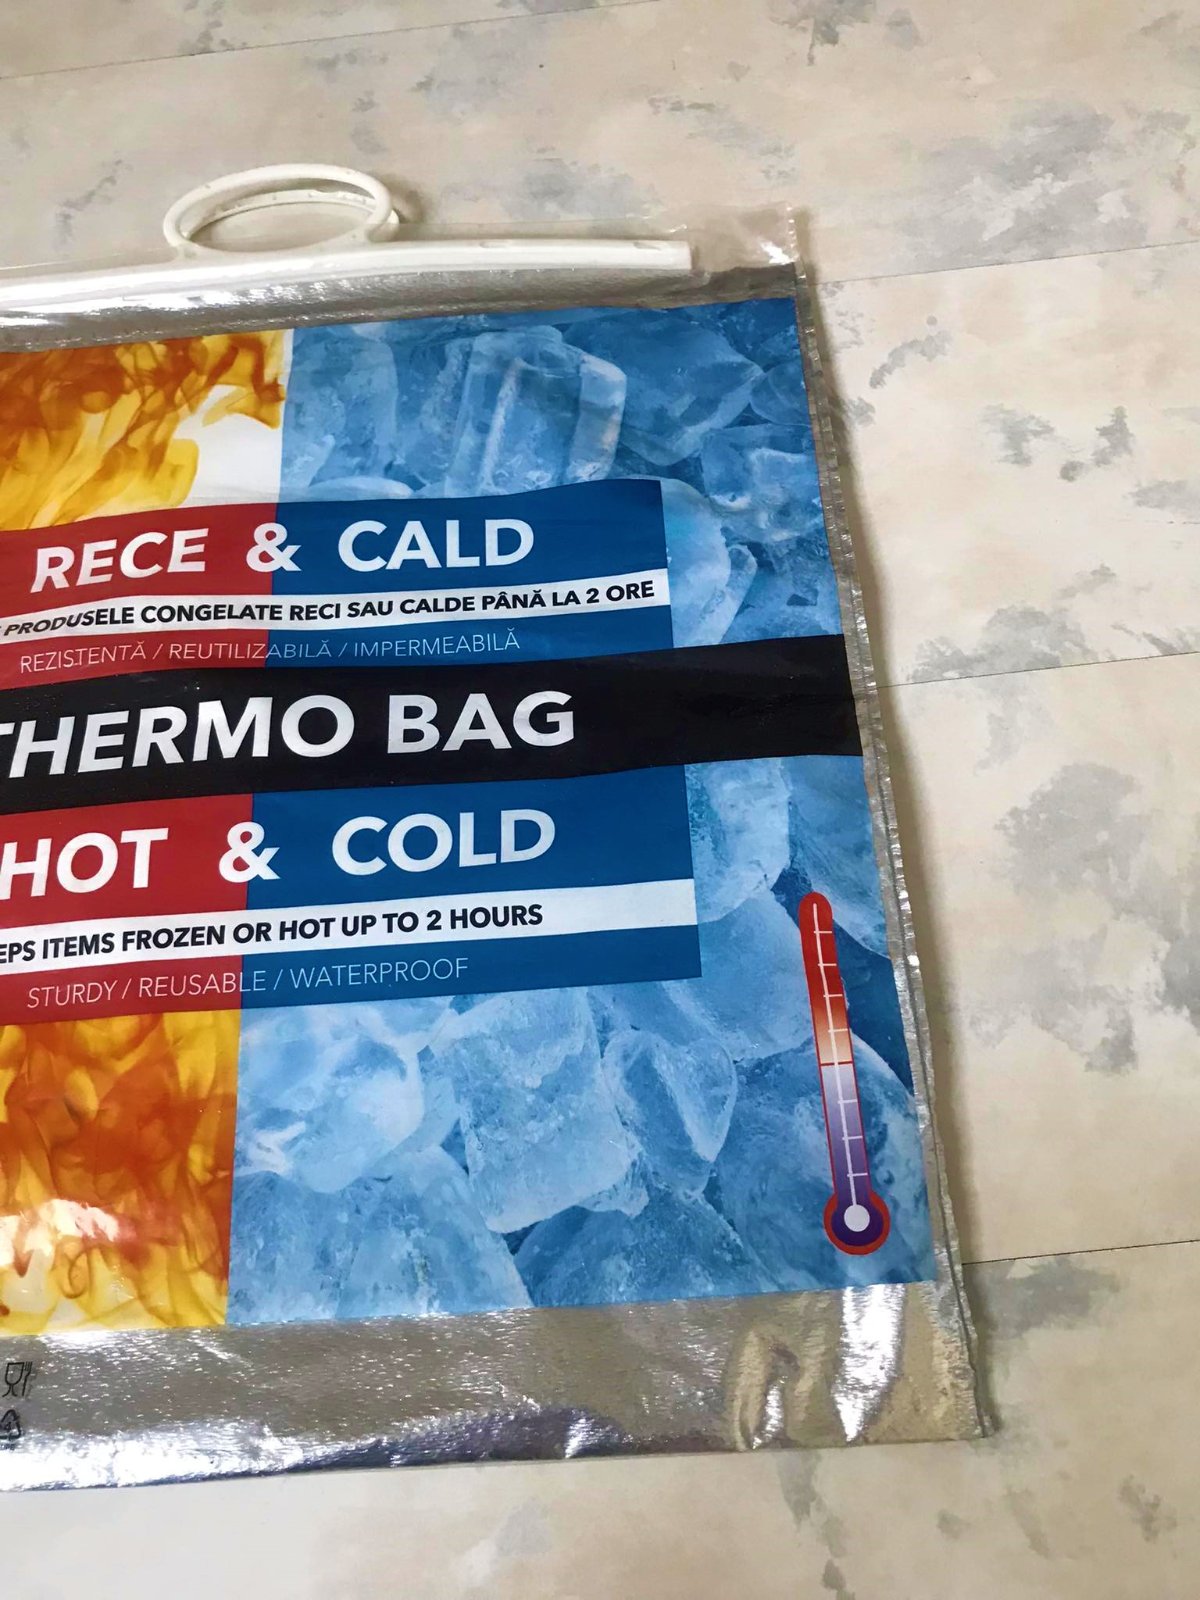 RECE & CALD
PRODUSELE CONGELATE RECI SAU CALDE PÂNĂ LA 2 ORE
REZISTENTĂ / REUTILIZABILĂ / IMPERMEABILĂ
THERMO BAG
HOT & COLD
EPS ITEMS FROZEN OR HOT UP TO 2 HOURS
STURDY / REUSABLE / WATERPROOF